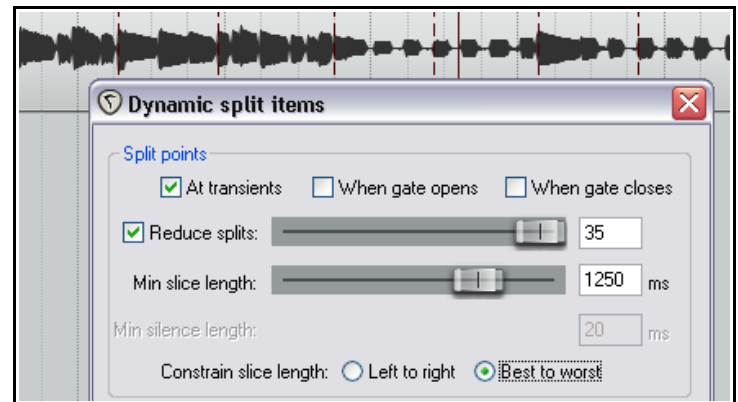 Dynamic split items
Split points
At transients When gate opens When gate closes
Reduce splits: 35
Min slice length: 1250 ms
Min silence length: 20 ms
Constrain slice length: Left to right Best to worst